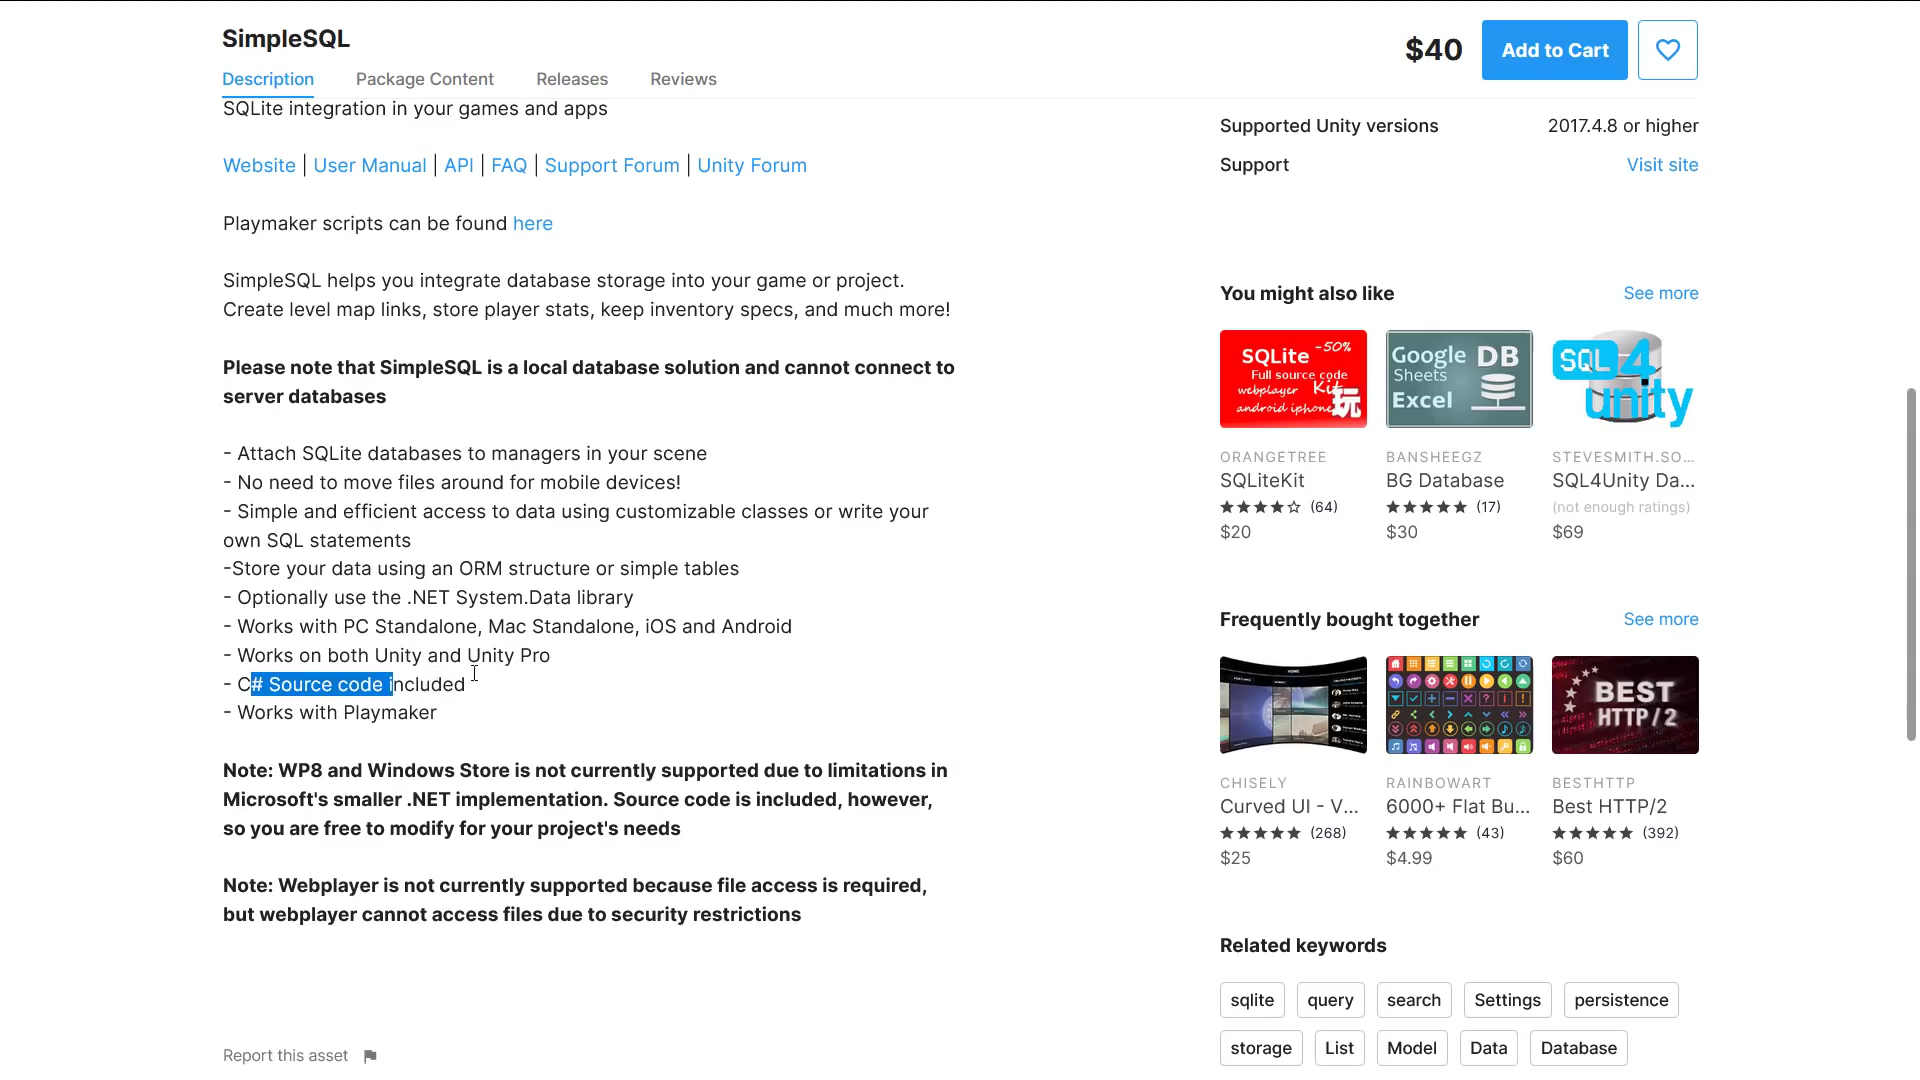 SimpleSQL
$40
Add to Cart
Description
Package Content
Releases
Reviews
SQLite integration in your games and apps
Website | User Manual | API | FAQ | Support Forum | Unity Forum
Playmaker scripts can be found here
SimpleSQL helps you integrate database storage into your game or project.
Create level map links, store player stats, keep inventory specs, and much more!
Please note that SimpleSQL is a local database solution and cannot connect to
server databases
- Attach SQLite databases to managers in your scene
- No need to move files around for mobile devices!
- Simple and efficient access to data using customizable classes or write your
own SQL statements
-Store your data using an ORM structure or simple tables
- Optionally use the .NET System.Data library
- Works with PC Standalone, Mac Standalone, iOS and Android
- Works on both Unity and Unity Pro
- C# Source code included
- Works with Playmaker
Note: WP8 and Windows Store is not currently supported due to limitations in
Microsoft's smaller .NET implementation. Source code is included, however,
so you are free to modify for your project's needs
Note: Webplayer is not currently supported because file access is required,
but webplayer cannot access files due to security restrictions
Report this asset
Supported Unity versions 2017.4.8 or higher
Support Visit site
You might also like See more
SQLite -50%
Full source code
webplayer Kit
android iphone 玩
Google DB
Sheets
Excel
SQL 4
unity
ORANGETREE
SQLiteKit
(64)
$20
BANSHEEGZ
BG Database
(17)
$30
STEVESMITH.SO...
SQL4Unity Da...
(not enough ratings)
$69
Frequently bought together See more
BEST
HTTP/2
CHISELY
Curved UI - V...
(268)
$25
RAINBOWART
6000+ Flat Bu...
(43)
$4.99
BESTHTTP
Best HTTP/2
(392)
$60
Related keywords
sqlite query search Settings persistence
storage List Model Data Database